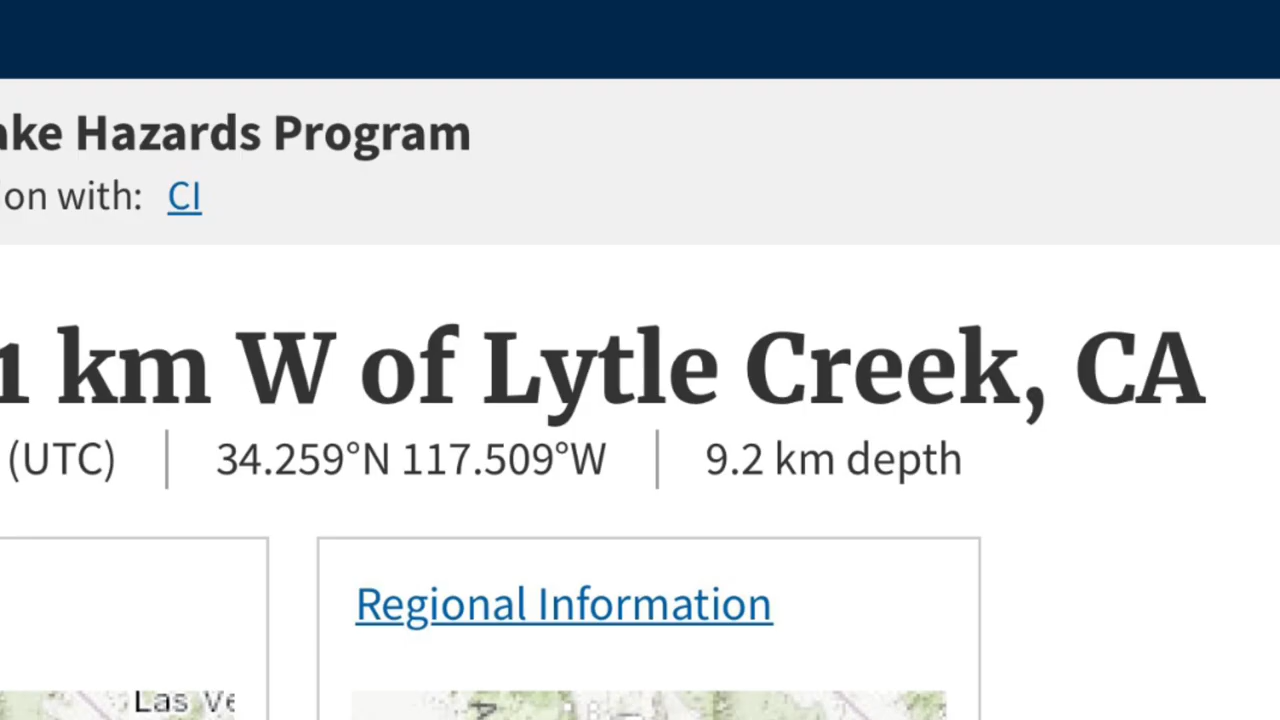 ake Hazards Program
ion with: CI
1 km W of Lytle Creek, CA
(UTC) 34.259°N 117.509°W 9.2 km depth
Regional Information
Las Ve